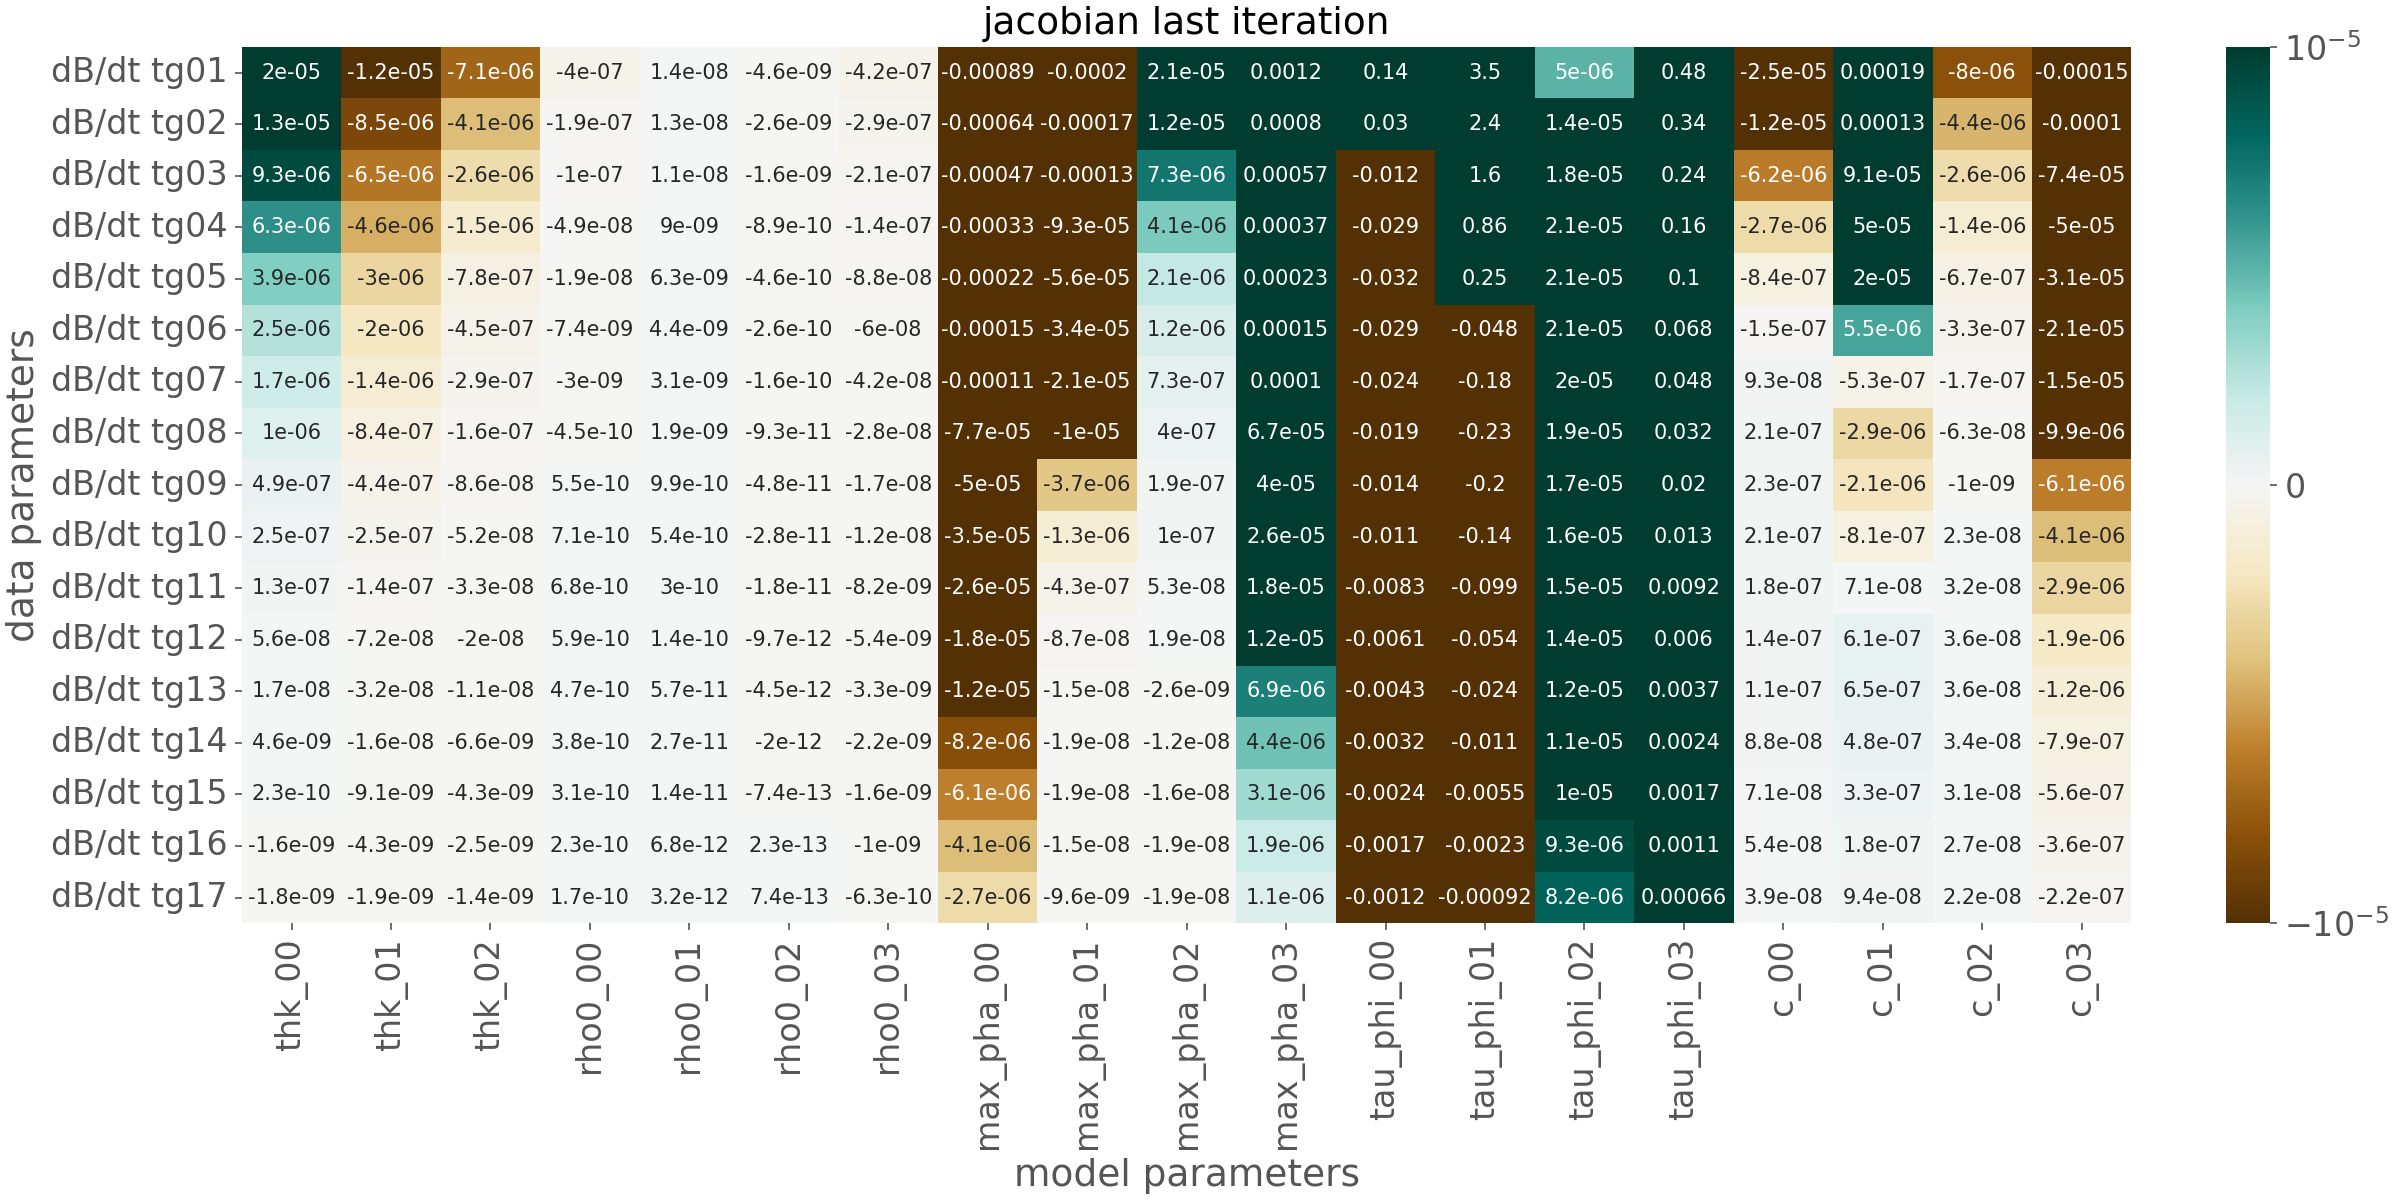 jacobian last iteration
dB/dt tg01 2e-05 -1.2e-05 -7.1e-06 -4e-07 1.4e-08 -4.6e-09 -4.2e-07 -0.00089 -0.0002 2.1e-05 0.0012 0.14 3.5 5e-06 0.48 -2.5e-05 0.00019 -8e-06 -0.00015
dB/dt tg02 1.3e-05 -8.5e-06 -4.1e-06 -1.9e-07 1.3e-08 -2.6e-09 -2.9e-07 -0.00064 -0.00017 1.2e-05 0.0008 0.03 2.4 1.4e-05 0.34 -1.2e-05 0.00013 -4.4e-06 -0.0001
dB/dt tg03 9.3e-06 -6.5e-06 -2.6e-06 -1e-07 1.1e-08 -1.6e-09 -2.1e-07 -0.00047 -0.00013 7.3e-06 0.00057 -0.012 1.6 1.8e-05 0.24 -6.2e-06 9.1e-05 -2.6e-06 -7.4e-05
dB/dt tg04 6.3e-06 -4.6e-06 -1.5e-06 -4.9e-08 9e-09 -8.9e-10 -1.4e-07 -0.00033 -9.3e-05 4.1e-06 0.00037 -0.029 0.86 2.1e-05 0.16 -2.7e-06 5e-05 -1.4e-06 -5e-05
dB/dt tg05 3.9e-06 -3e-06 -7.8e-07 -1.9e-08 6.3e-09 -4.6e-10 -8.8e-08 -0.00022 -5.6e-05 2.1e-06 0.00023 -0.032 0.25 2.1e-05 0.1 -8.4e-07 2e-05 -6.7e-07 -3.1e-05
dB/dt tg06 2.5e-06 -2e-06 -4.5e-07 -7.4e-09 4.4e-09 -2.6e-10 -6e-08 -0.00015 -3.4e-05 1.2e-06 0.00015 -0.029 -0.048 2.1e-05 0.068 -1.5e-07 5.5e-06 -3.3e-07 -2.1e-05
dB/dt tg07 1.7e-06 -1.4e-06 -2.9e-07 -3e-09 3.1e-09 -1.6e-10 -4.2e-08 -0.00011 -2.1e-05 7.3e-07 0.0001 -0.024 -0.18 2e-05 0.048 9.3e-08 -5.3e-07 -1.7e-07 -1.5e-05
dB/dt tg08 1e-06 -8.4e-07 -1.6e-07 -4.5e-10 1.9e-09 -9.3e-11 -2.8e-08 -7.7e-05 -1e-05 4e-07 6.7e-05 -0.019 -0.23 1.9e-05 0.032 2.1e-07 -2.9e-06 -6.3e-08 -9.9e-06
dB/dt tg09 4.9e-07 -4.4e-07 -8.6e-08 5.5e-10 9.9e-10 -4.8e-11 -1.7e-08 -5e-05 -3.7e-06 1.9e-07 4e-05 -0.014 -0.2 1.7e-05 0.02 2.3e-07 -2.1e-06 -1e-09 -6.1e-06
dB/dt tg10 2.5e-07 -2.5e-07 -5.2e-08 7.1e-10 5.4e-10 -2.8e-11 -1.2e-08 -3.5e-05 -1.3e-06 1e-07 2.6e-05 -0.011 -0.14 1.6e-05 0.013 2.1e-07 -8.1e-07 2.3e-08 -4.1e-06
dB/dt tg11 1.3e-07 -1.4e-07 -3.3e-08 6.8e-10 3e-10 -1.8e-11 -8.2e-09 -2.6e-05 -4.3e-07 5.3e-08 1.8e-05 -0.0083 -0.099 1.5e-05 0.0092 1.8e-07 7.1e-08 3.2e-08 -2.9e-06
dB/dt tg12 5.6e-08 -7.2e-08 -2e-08 5.9e-10 1.4e-10 -9.7e-12 -5.4e-09 -1.8e-05 -8.7e-08 1.9e-08 1.2e-05 -0.0061 -0.054 1.4e-05 0.006 1.4e-07 6.1e-07 3.6e-08 -1.9e-06
dB/dt tg13 1.7e-08 -3.2e-08 -1.1e-08 4.7e-10 5.7e-11 -4.5e-12 -3.3e-09 -1.2e-05 -1.5e-08 -2.6e-09 6.9e-06 -0.0043 -0.024 1.2e-05 0.0037 1.1e-07 6.5e-07 3.6e-08 -1.2e-06
dB/dt tg14 4.6e-09 -1.6e-08 -6.6e-09 3.8e-10 2.7e-11 -2e-12 -2.2e-09 -8.2e-06 -1.9e-08 -1.2e-08 4.4e-06 -0.0032 -0.011 1.1e-05 0.0024 8.8e-08 4.8e-07 3.4e-08 -7.9e-07
dB/dt tg15 2.3e-10 -9.1e-09 -4.3e-09 3.1e-10 1.4e-11 -7.4e-13 -1.6e-09 -6.1e-06 -1.9e-08 -1.6e-08 3.1e-06 -0.0024 -0.0055 1e-05 0.0017 7.1e-08 3.3e-07 3.1e-08 -5.6e-07
dB/dt tg16 -1.6e-09 -4.3e-09 -2.5e-09 2.3e-10 6.8e-12 2.3e-13 -1e-09 -4.1e-06 -1.5e-08 -1.9e-08 1.9e-06 -0.0017 -0.0023 9.3e-06 0.0011 5.4e-08 1.8e-07 2.7e-08 -3.6e-07
dB/dt tg17 -1.8e-09 -1.9e-09 -1.4e-09 1.7e-10 3.2e-12 7.4e-13 -6.3e-10 -2.7e-06 -9.6e-09 -1.9e-08 1.1e-06 -0.0012 -0.00092 8.2e-06 0.00066 3.9e-08 9.4e-08 2.2e-08 -2.2e-07
thk_00 thk_01 thk_02 rho0_00 rho0_01 rho0_02 rho0_03 max_pha_00 max_pha_01 max_pha_02 max_pha_03 tau_phi_00 tau_phi_01 tau_phi_02 tau_phi_03 c_00 c_01 c_02 c_03
model parameters
data parameters
10⁻⁵
0
−10⁻⁵